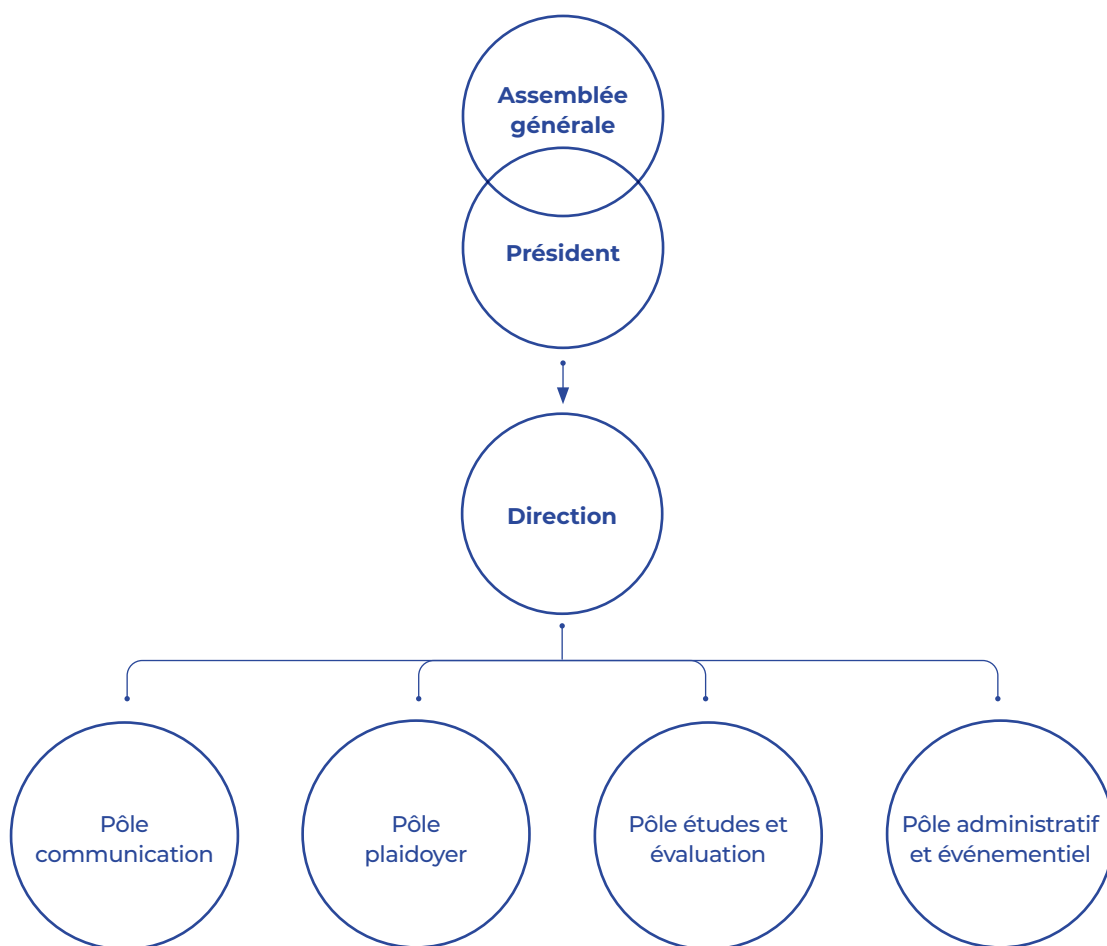 Assemblée
générale
Président
Direction
Pôle
communication
Pôle
plaidoyer
Pôle études et
évaluation
Pôle administratif
et événementiel